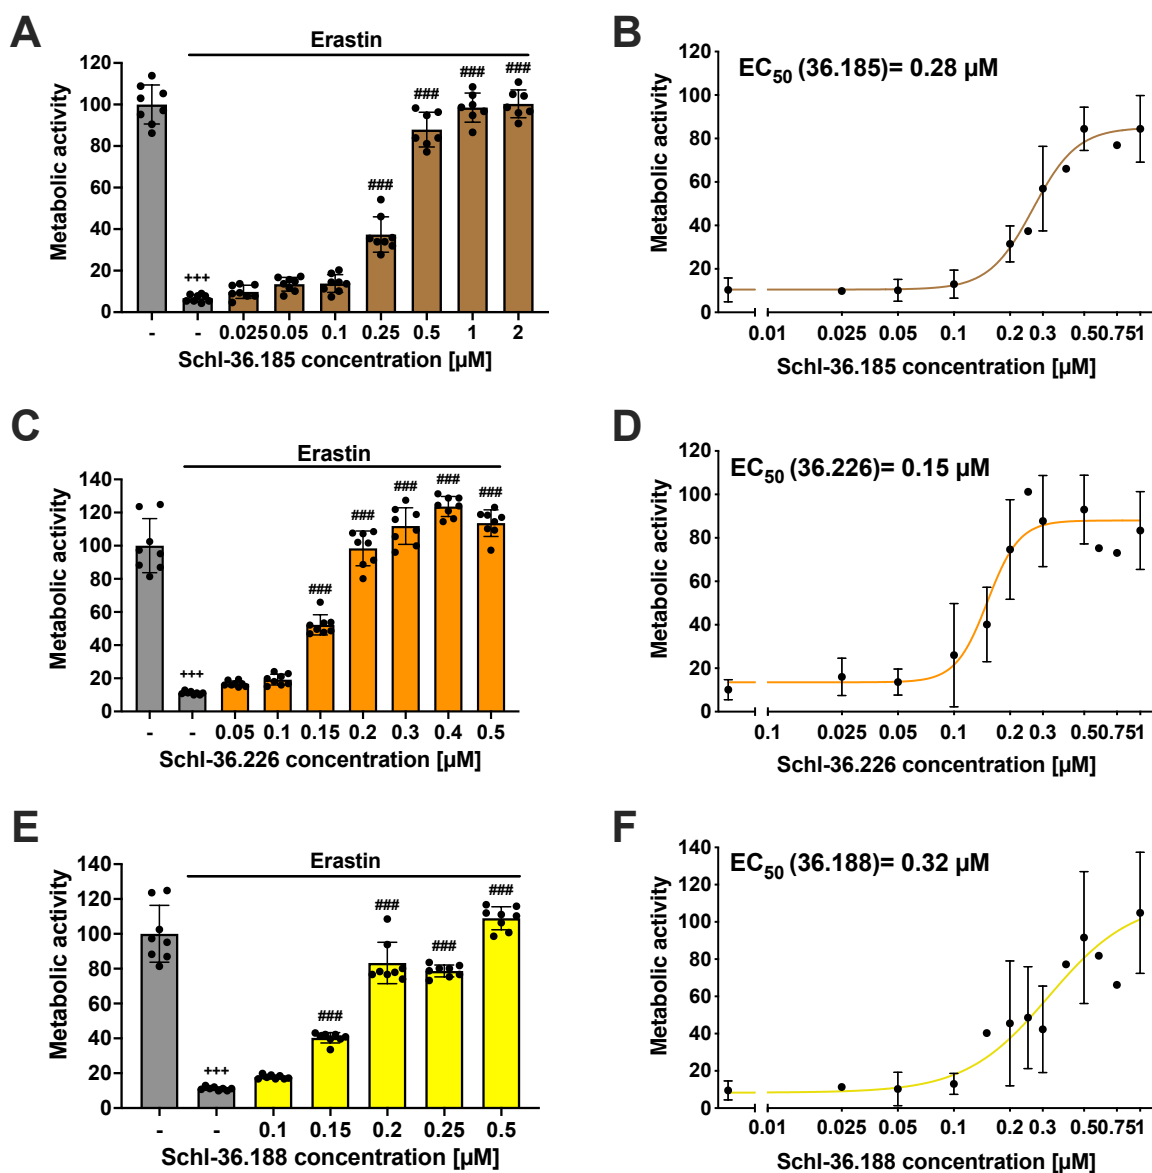 A
Erastin
Metabolic activity
120
100
80
60
40
20
0
+++
###
###
###
###
- - 0.025 0.05 0.1 0.25 0.5 1 2
Schl-36.185 concentration [µM]
B
EC50 (36.185)= 0.28 µM
Metabolic activity
120
100
80
60
40
20
0
0.01 0.025 0.05 0.1 0.2 0.3 0.5 0.75 1
Schl-36.185 concentration [µM]
C
Erastin
Metabolic activity
140
120
100
80
60
40
20
0
+++
###
###
###
###
###
- - 0.05 0.1 0.15 0.2 0.3 0.4 0.5
Schl-36.226 concentration [µM]
D
EC50 (36.226)= 0.15 µM
Metabolic activity
120
100
80
60
40
20
0
0.1 0.025 0.05 0.1 0.2 0.3 0.5 0.75 1
Schl-36.226 concentration [µM]
E
Erastin
Metabolic activity
140
120
100
80
60
40
20
0
+++
###
###
###
###
- - 0.1 0.15 0.2 0.25 0.5
Schl-36.188 concentration [µM]
F
EC50 (36.188)= 0.32 µM
Metabolic activity
140
120
100
80
60
40
20
0
0.01 0.025 0.05 0.1 0.2 0.3 0.5 0.75 1
Schl-36.188 concentration [µM]